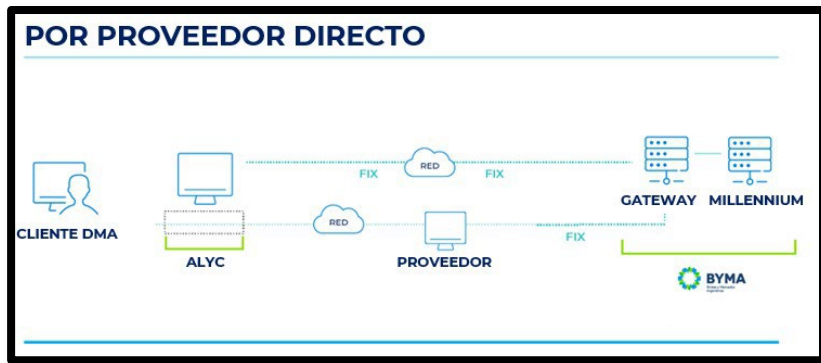 POR PROVEEDOR DIRECTO
RED
FIX
FIX
GATEWAY
MILLENNIUM
CLIENTE DMA
RED
FIX
ALYC
PROVEEDOR
BYMA